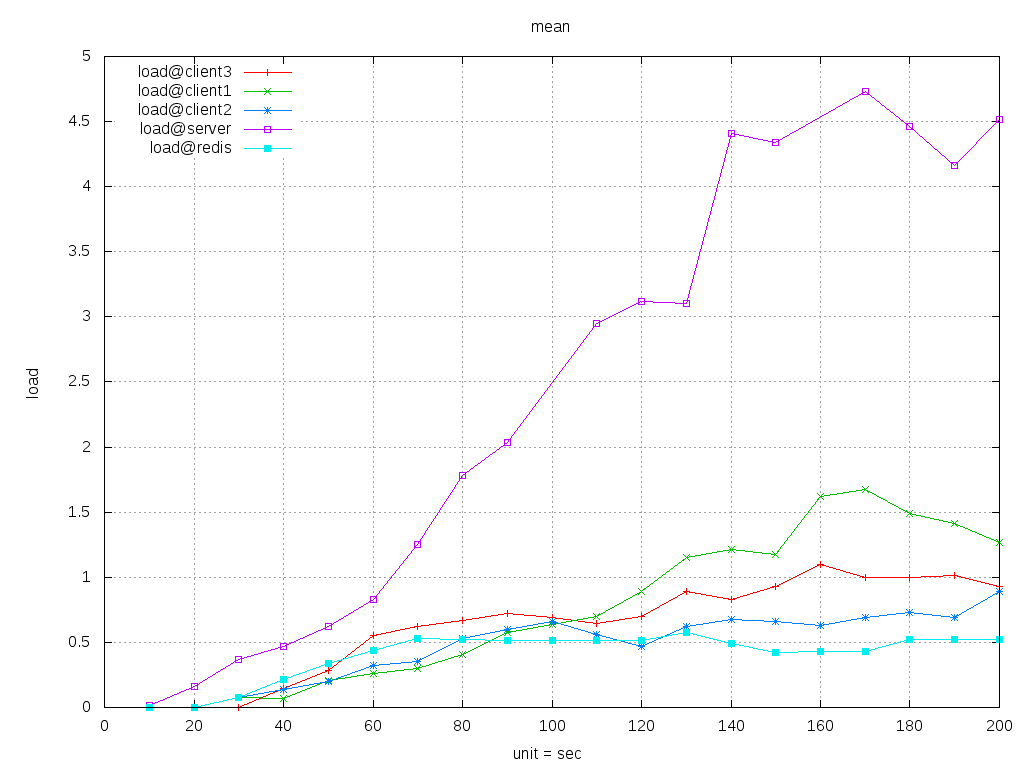 mean
load@client3
load@client1
load@client2
load@server
load@redis
5
4.5
4
3.5
3
2.5
2
1.5
1
0.5
0
load
0 20 40 60 80 100 120 140 160 180 200
unit = sec